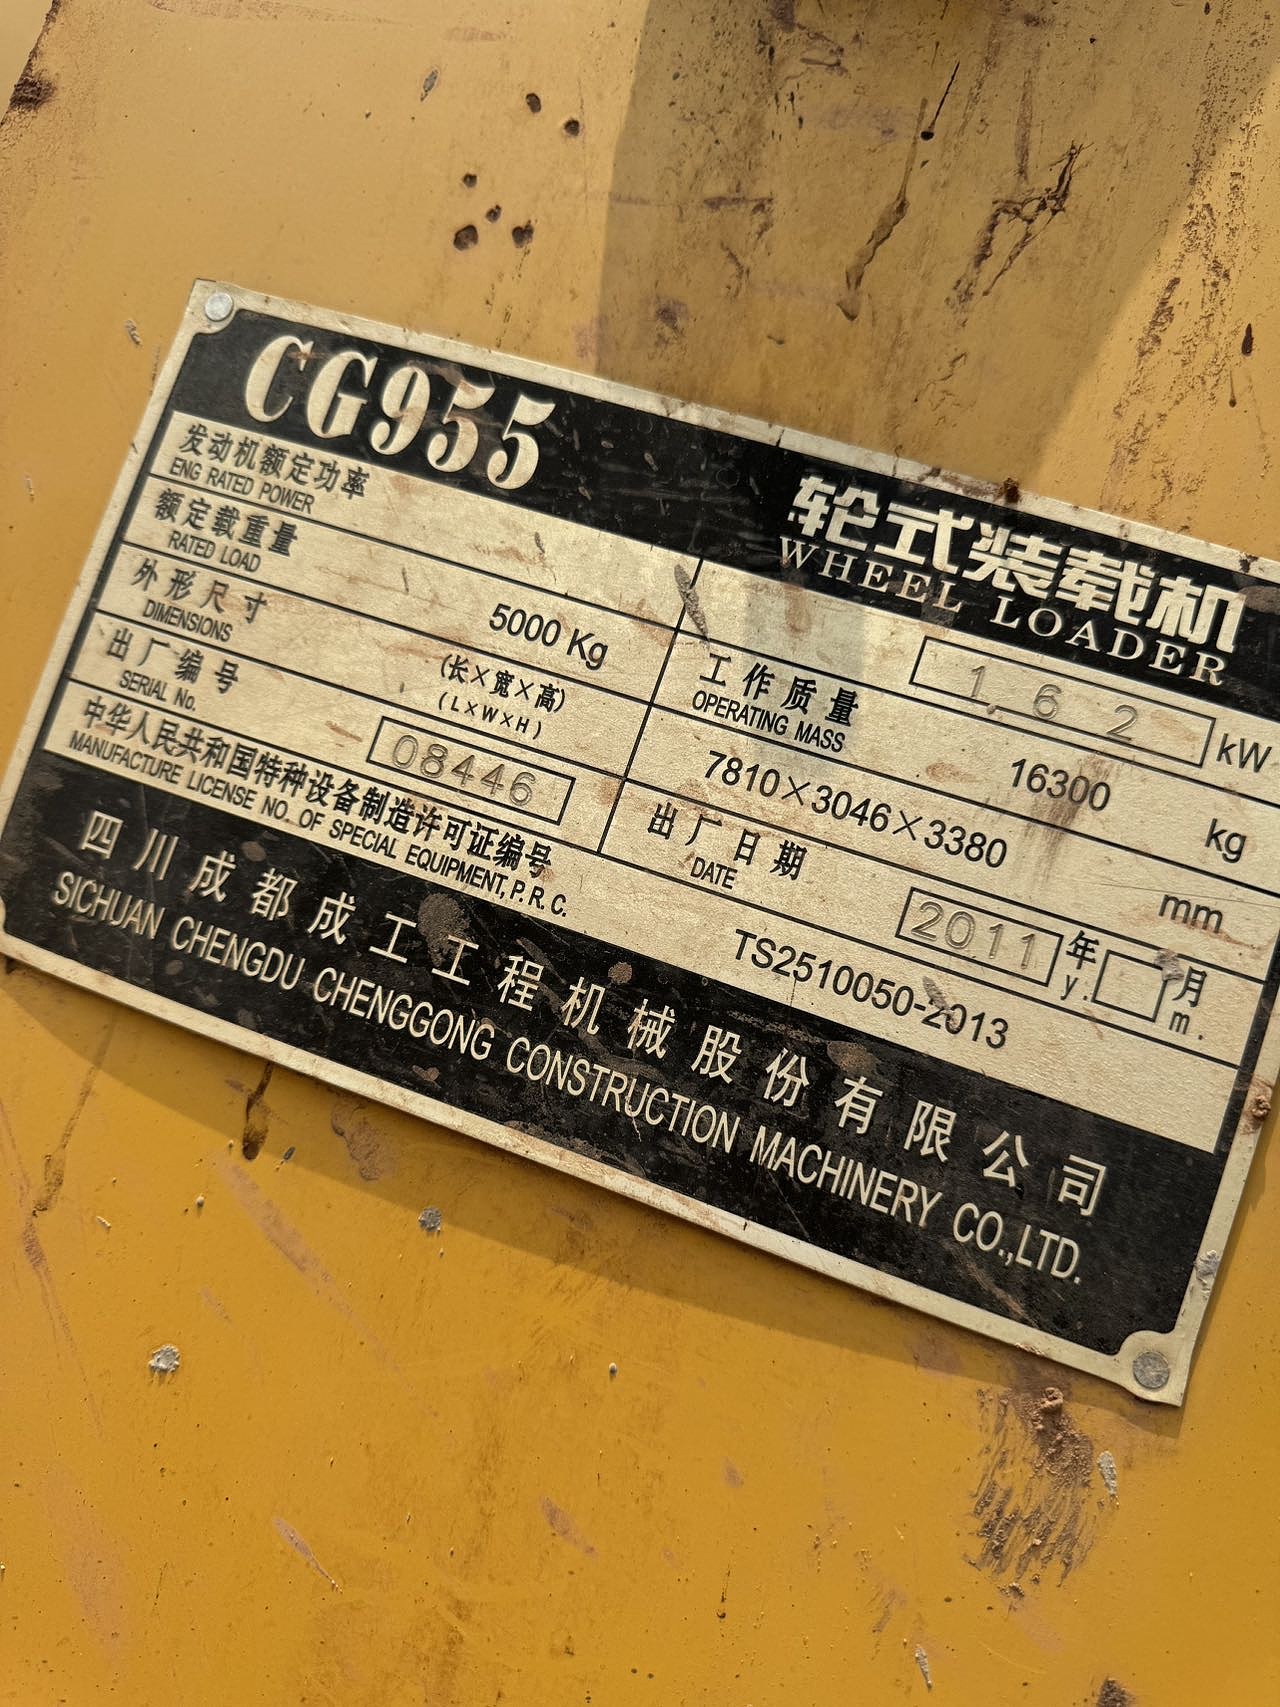 CG955
轮式装载机
WHEEL LOADER
发动机额定功率
ENG RATED POWER
162 kW
额定载重量
RATED LOAD
5000 Kg
工作质量
OPERATING MASS
16300 kg
外形尺寸
DIMENSIONS
(长×宽×高)
(L×W×H)
7810×3046×3380 mm
出厂编号
SERIAL No.
08446
出厂日期
DATE
2011 年 月
y. m.
中华人民共和国特种设备制造许可证编号
MANUFACTURE LICENSE NO. OF SPECIAL EQUIPMENT, P.R.C.
TS2510050-2013
四川成都成工工程机械股份有限公司
SICHUAN CHENGDU CHENGGONG CONSTRUCTION MACHINERY CO.,LTD.